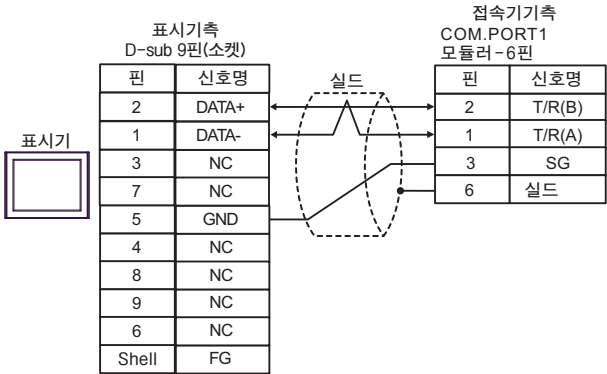 표시기측
D-sub 9핀(소켓)
접속기기측
COM.PORT1
모듈러-6핀
실드
표시기
핀 신호명
2 DATA+
1 DATA-
3 NC
7 NC
5 GND
4 NC
8 NC
9 NC
6 NC
Shell FG
핀 신호명
2 T/R(B)
1 T/R(A)
3 SG
6 실드